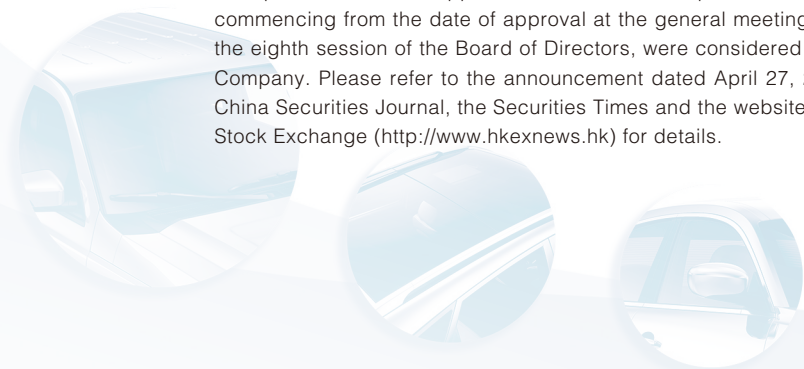 commencing from the date of approval at the general meeting
the eighth session of the Board of Directors, were considered
Company. Please refer to the announcement dated April 27,
China Securities Journal, the Securities Times and the website
Stock Exchange (http://www.hkexnews.hk) for details.